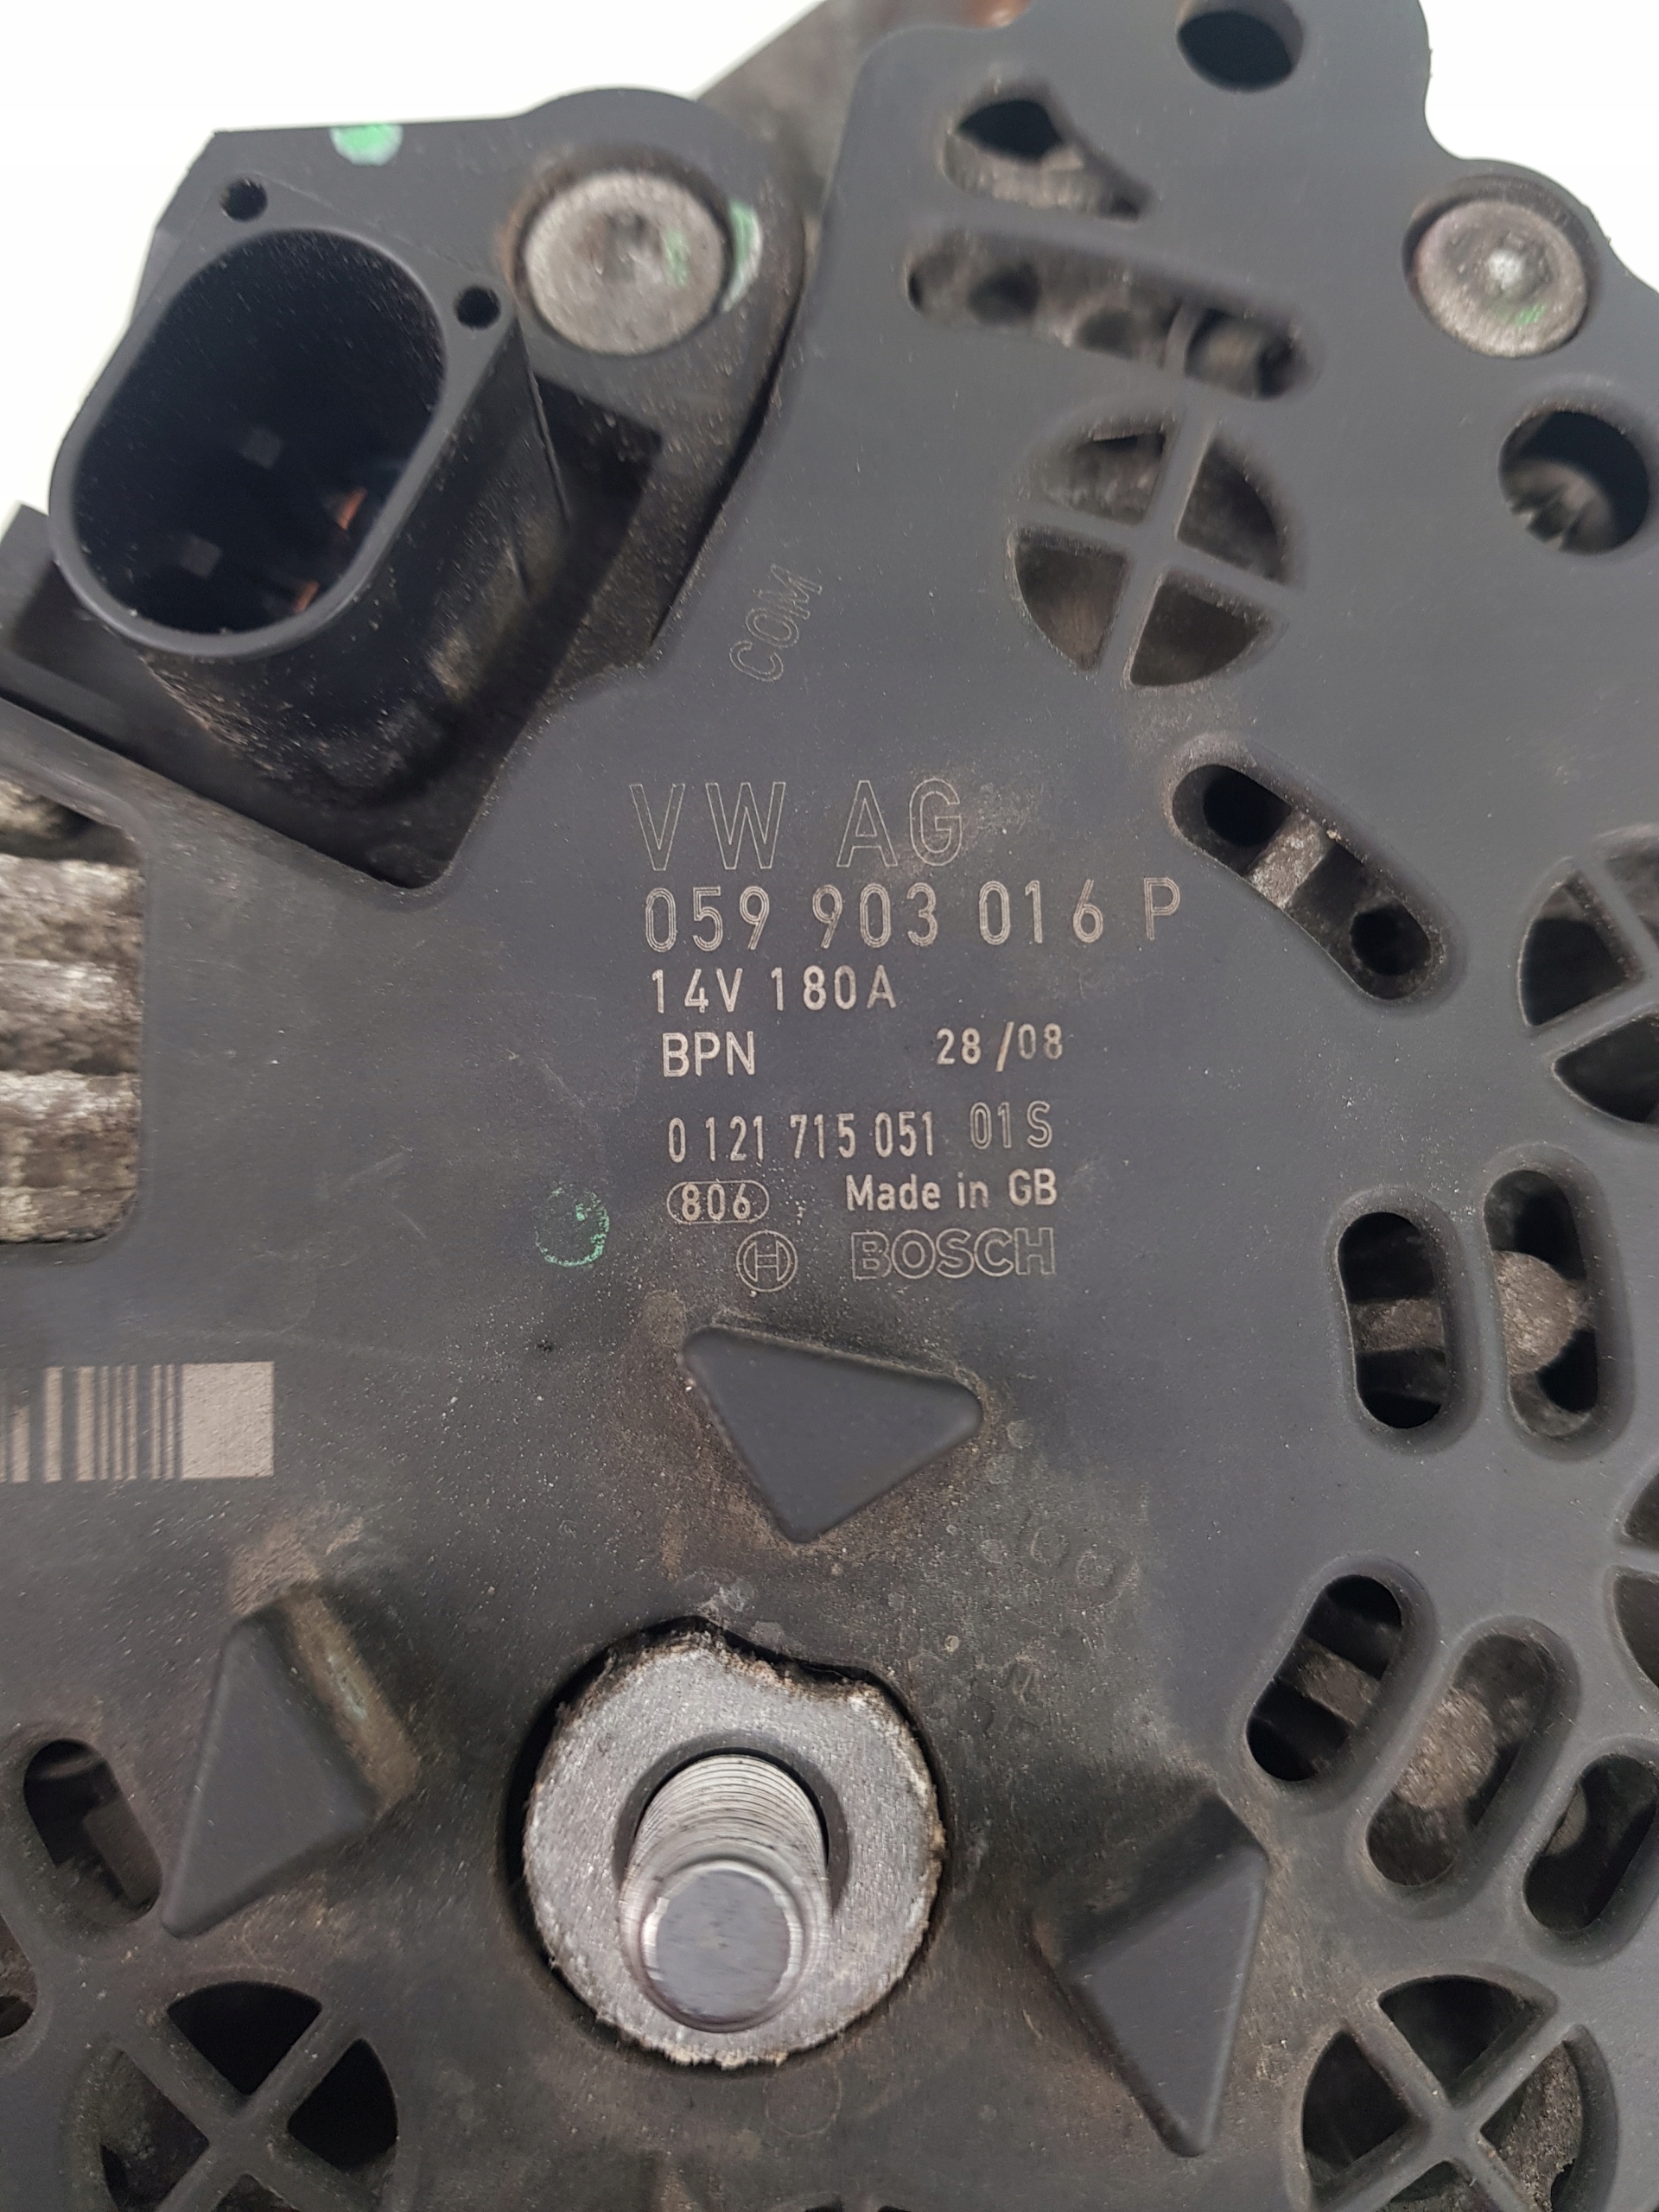 COM
VW AG
059 903 016 P
14V 180A
BPN 28/08
0 121 715 051 01S
806 Made in GB
BOSCH